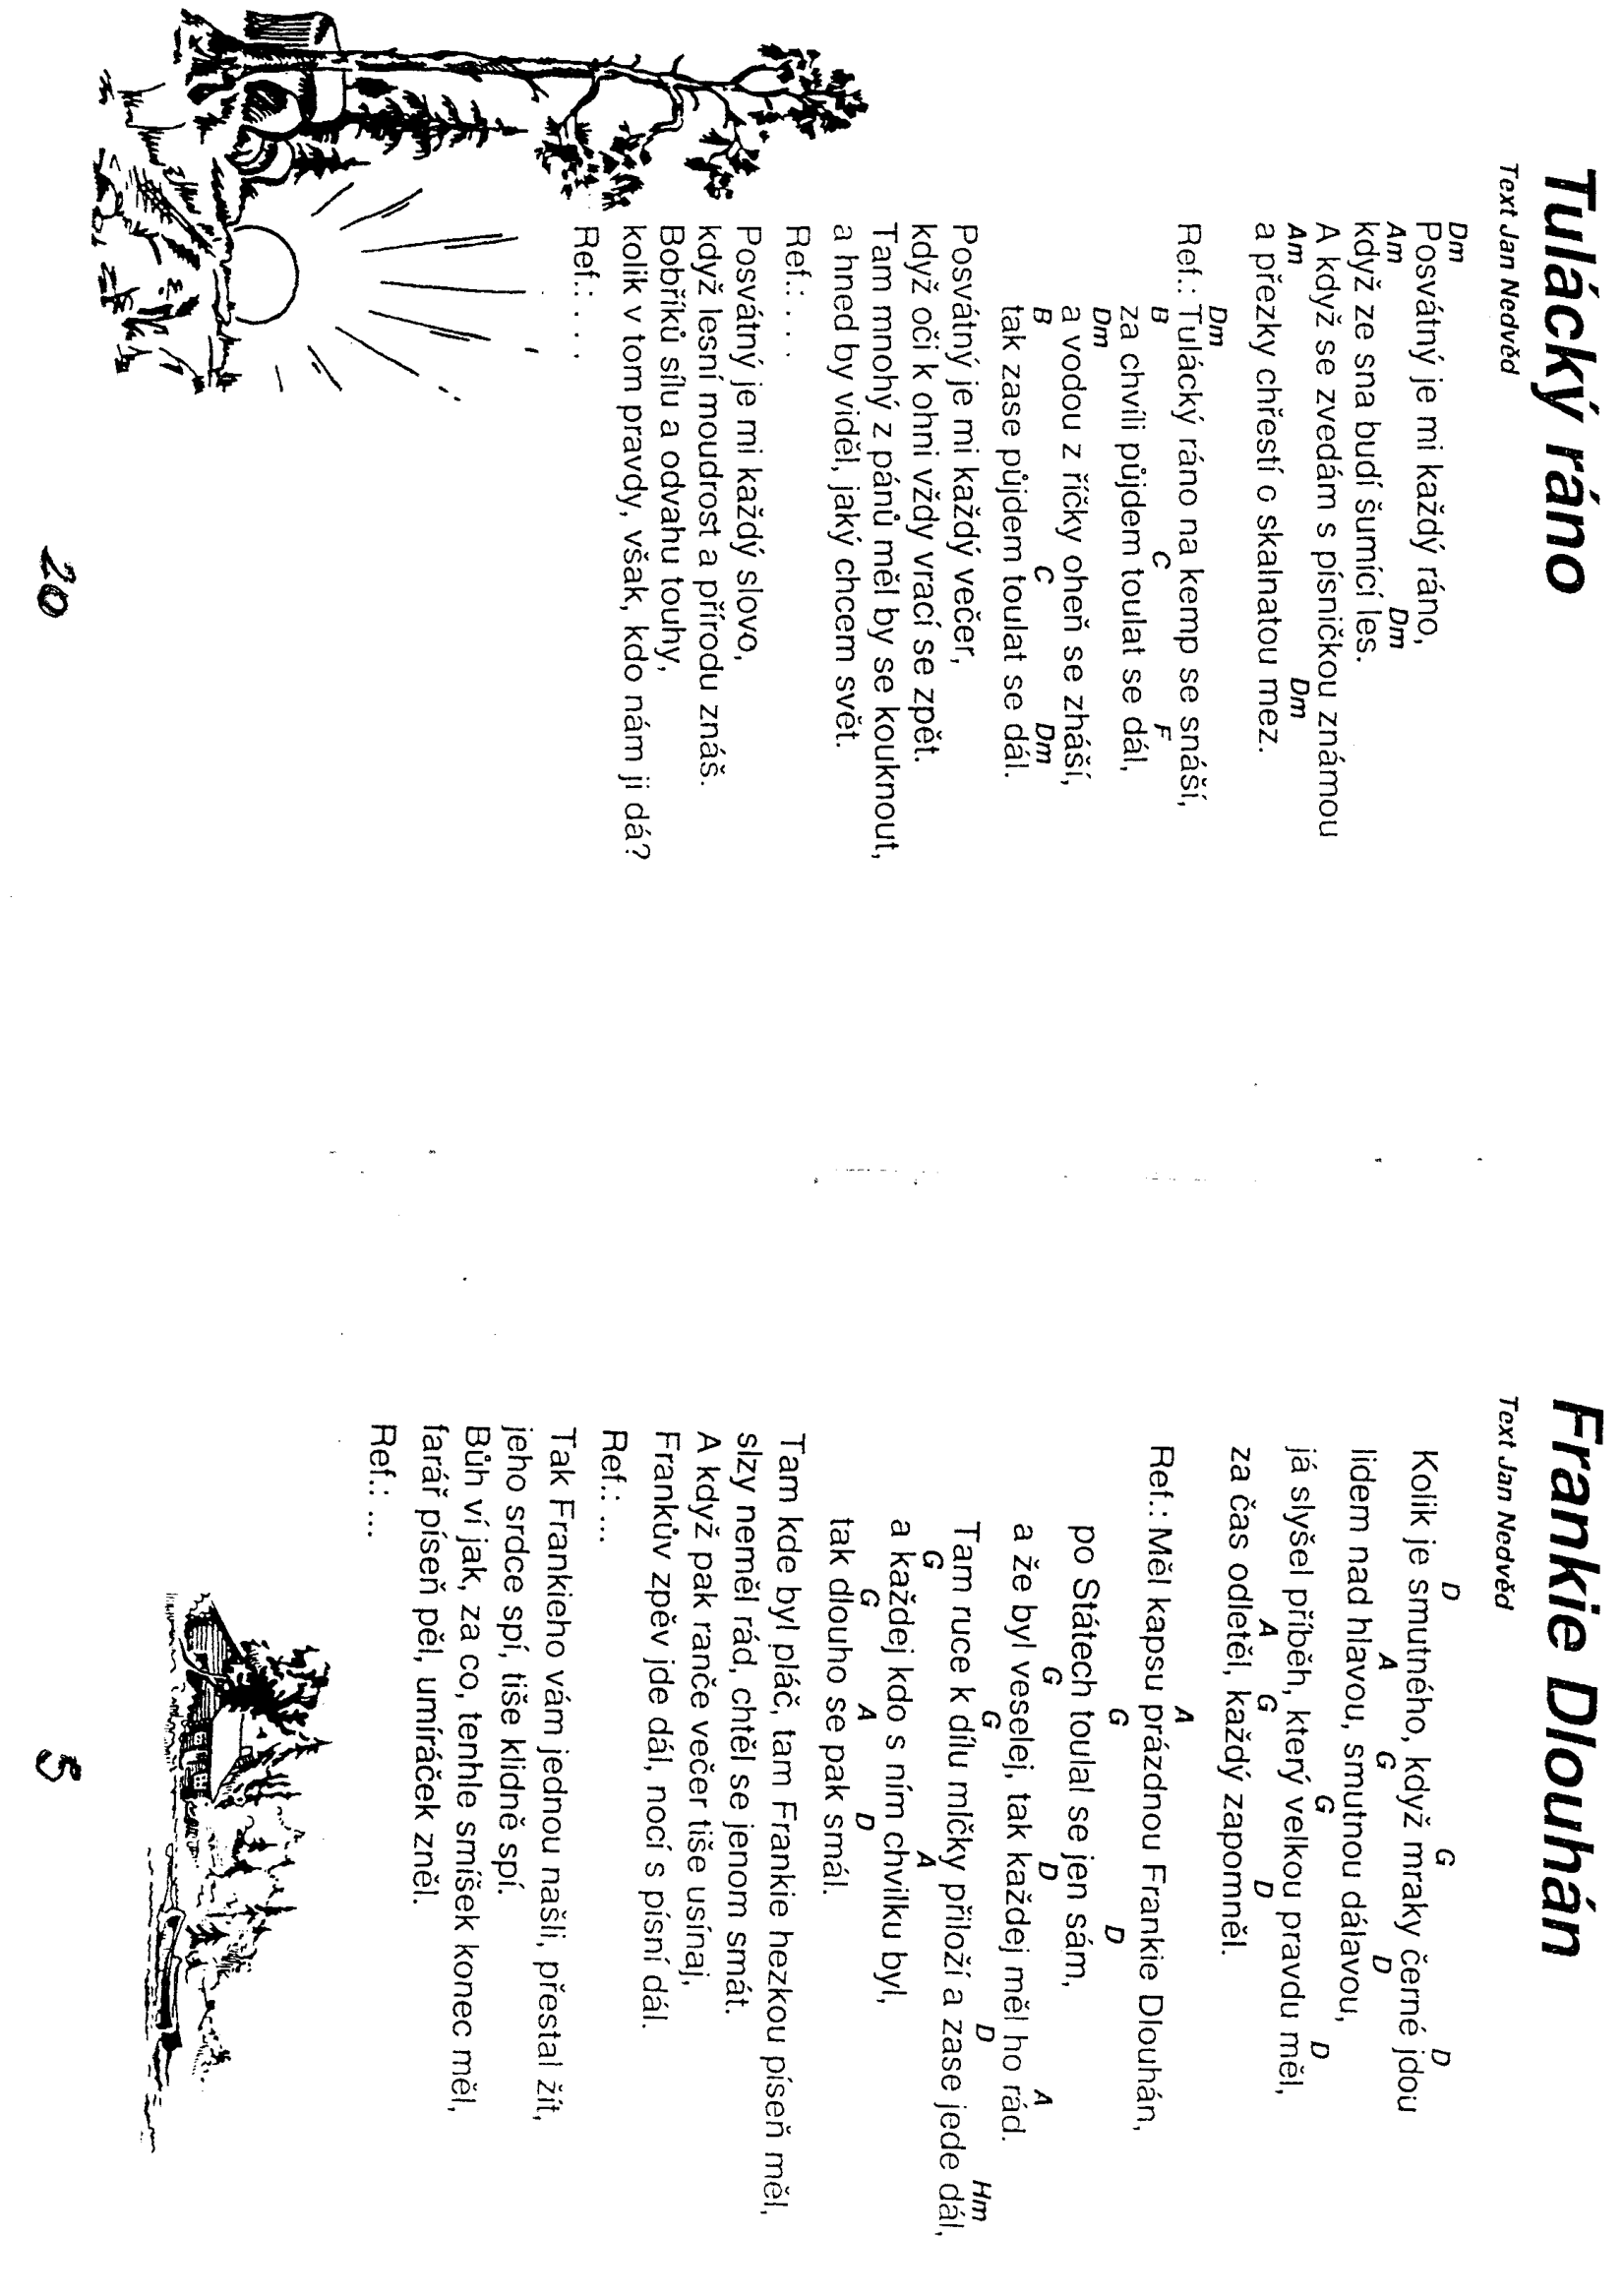 Tulácký ráno
Text Jan Nedvěd
Dm
Posvátný je mi každý ráno,
Am Dm
když ze sna budí šumící les.
A když se zvedám s písničkou známou
Am Dm
a přezky chřestí o skalnatou mez.
Dm
Ref.: Tulácký ráno na kemp se snáší,
B C F
za chvíli půjdem toulat se dál,
Dm
a vodou z říčky oheň se zháší,
B C Dm
tak zase půjdem toulat se dál.
Posvátný je mi každý večer,
když oči k ohni vždy vrací se zpět.
Tam mnohý z pánů měl by se kouknout,
a hned by viděl, jaký chcem svět.
Ref.: . . .
Posvátný je mi každý slovo,
když lesní moudrost a přírodu znáš.
Bobříků sílu a odvahu touhy,
kolik v tom pravdy, však, kdo nám ji dá?
Ref.: . . .
20
Frankie Dlouhán
Text Jan Nedvěd
D G D
Kolik je smutného, když mraky černé jdou
A G D
lidem nad hlavou, smutnou dálavou,
G D
já slyšel příběh, který velkou pravdu měl,
A G D
za čas odletěl, každý zapomněl.
A
Ref.: Měl kapsu prázdnou Frankie Dlouhán,
G D
po Státech toulal se jen sám,
G D A
a že byl veselej, tak každej měl ho rád.
G D Hm
Tam ruce k dílu mlčky přiloží a zase jede dál,
G A
a každej kdo s ním chvilku byl,
G A D
tak dlouho se pak smál.
Tam kde byl pláč, tam Frankie hezkou píseň měl,
slzy neměl rád, chtěl se jenom smát.
A když pak ranče večer tiše usínaj,
Frankův zpěv jde dál, nocí s písní dál.
Ref.: ...
Tak Frankieho vám jednou našli, přestal žít,
jeho srdce spí, tiše klidně spí.
Bůh ví jak, za co, tenhle smíšek konec měl,
farář píseň pěl, umíráček zněl.
Ref.: ...
5